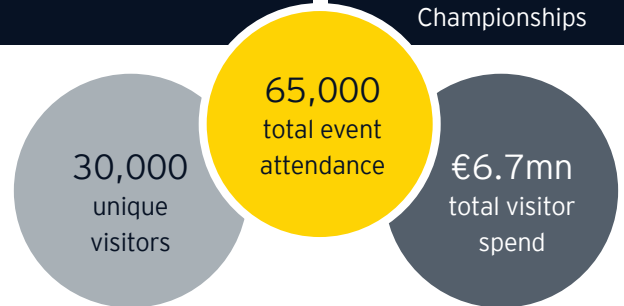 Championships
65,000
total event
attendance
30,000
unique
visitors
€6.7mn
total visitor
spend